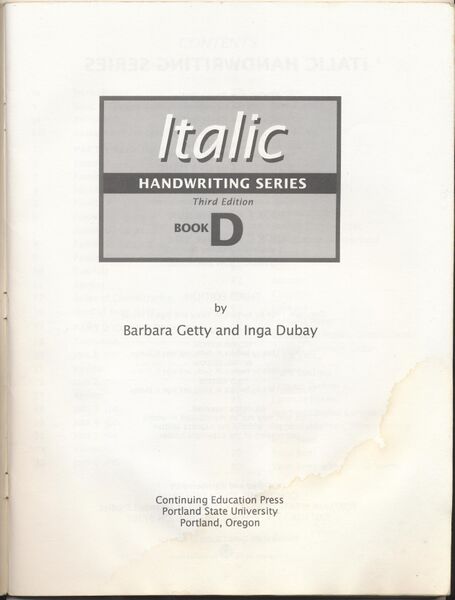 Italic
HANDWRITING SERIES
Third Edition
BOOK D
by
Barbara Getty and Inga Dubay
Continuing Education Press
Portland State University
Portland, Oregon